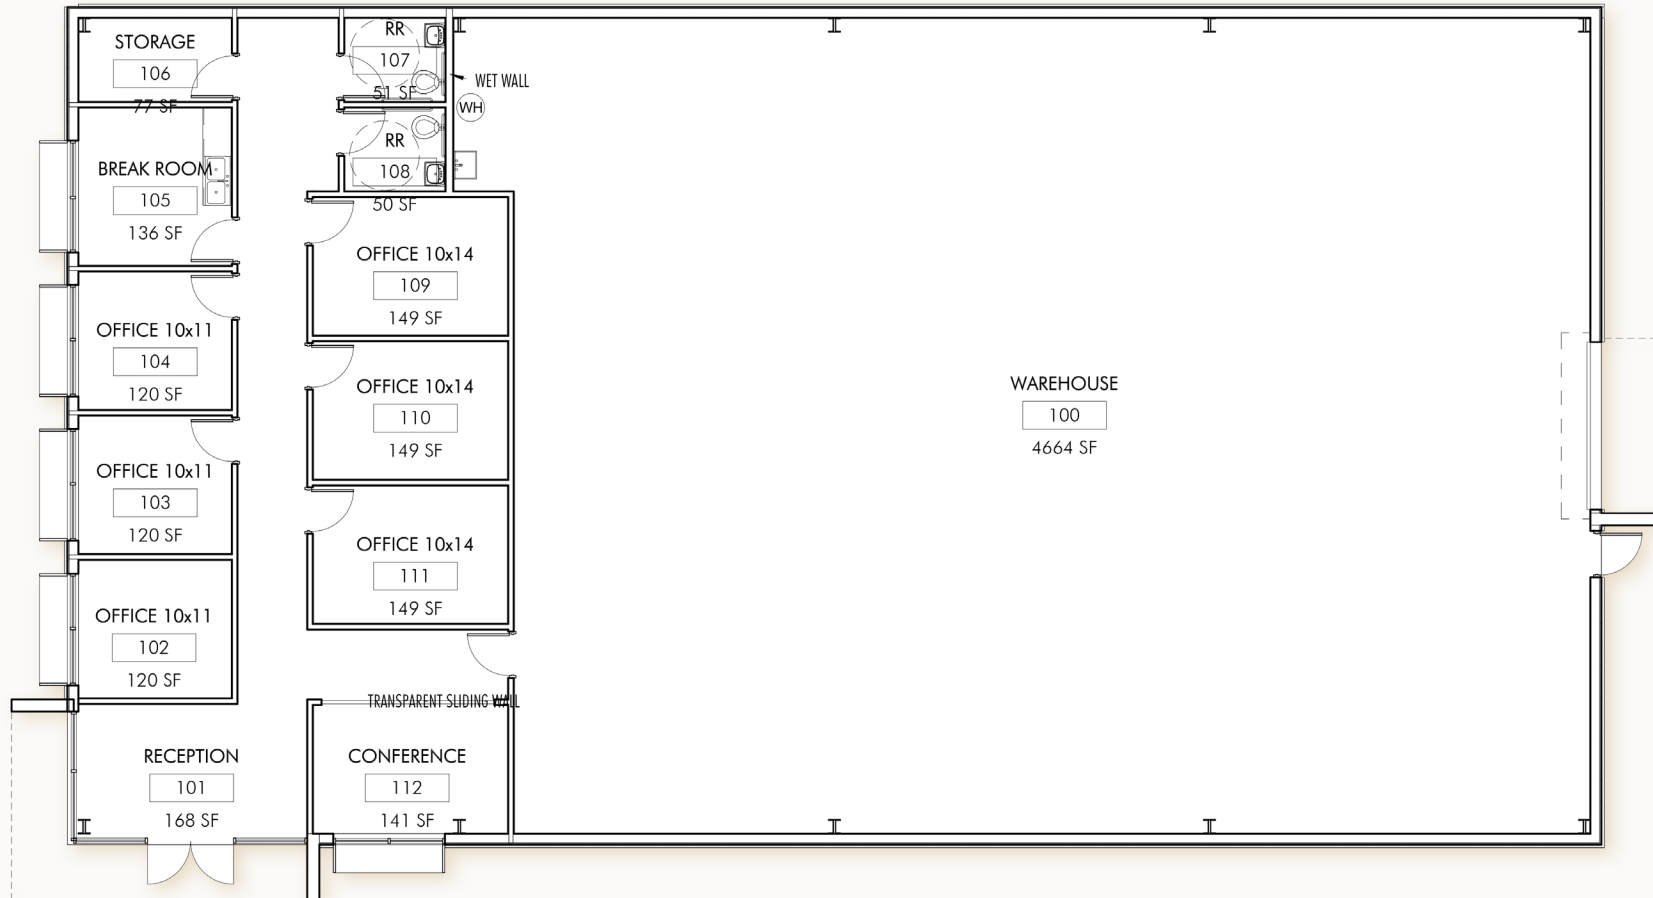 STORAGE
106
77 SF
RR
107
51 SF
WET WALL
WH
BREAK ROOM
105
136 SF
RR
108
50 SF
OFFICE 10x14
109
149 SF
OFFICE 10x11
104
120 SF
OFFICE 10x14
110
149 SF
WAREHOUSE
100
4664 SF
OFFICE 10x11
103
120 SF
OFFICE 10x14
111
149 SF
OFFICE 10x11
102
120 SF
TRANSPARENT SLIDING WALL
RECEPTION
101
168 SF
CONFERENCE
112
141 SF